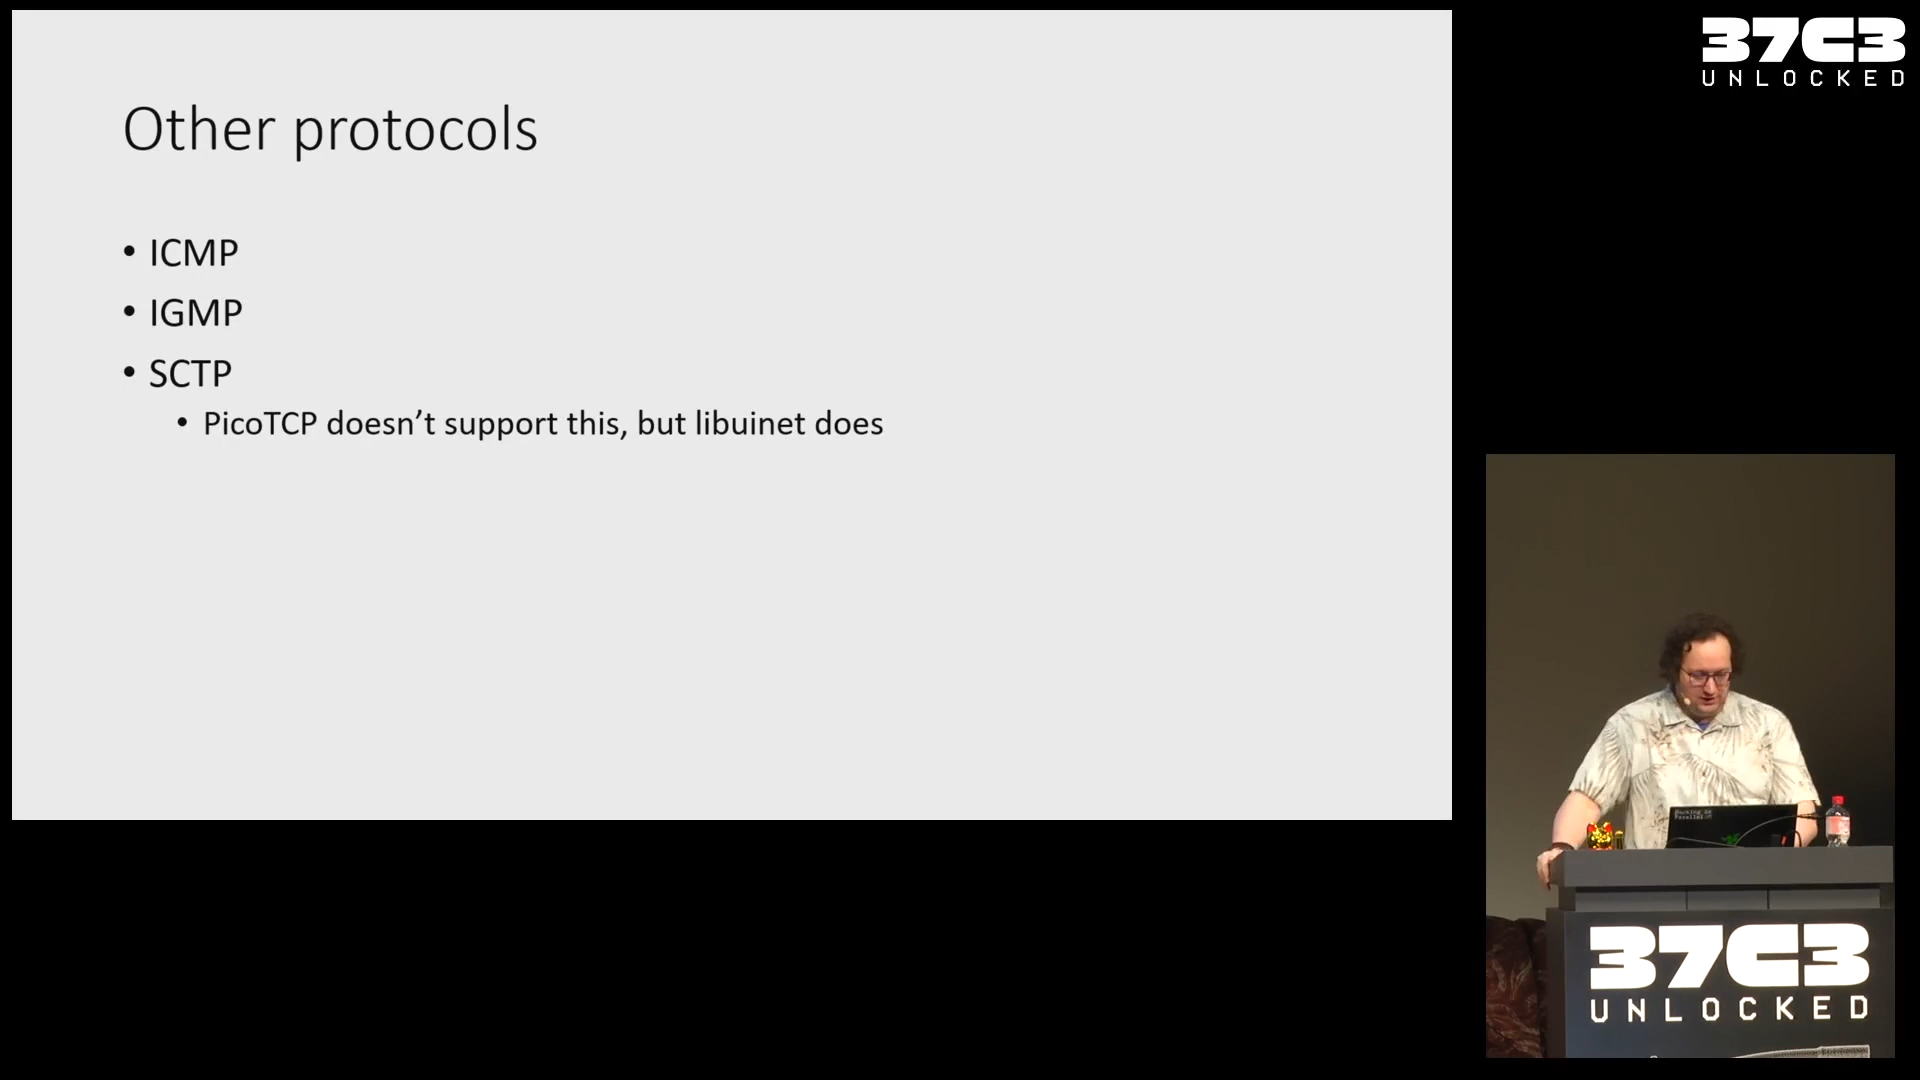 Other protocols
• ICMP
• IGMP
• SCTP
• PicoTCP doesn’t support this, but libuinet does
37C3
UNLOCKED
37C3
UNLOCKED